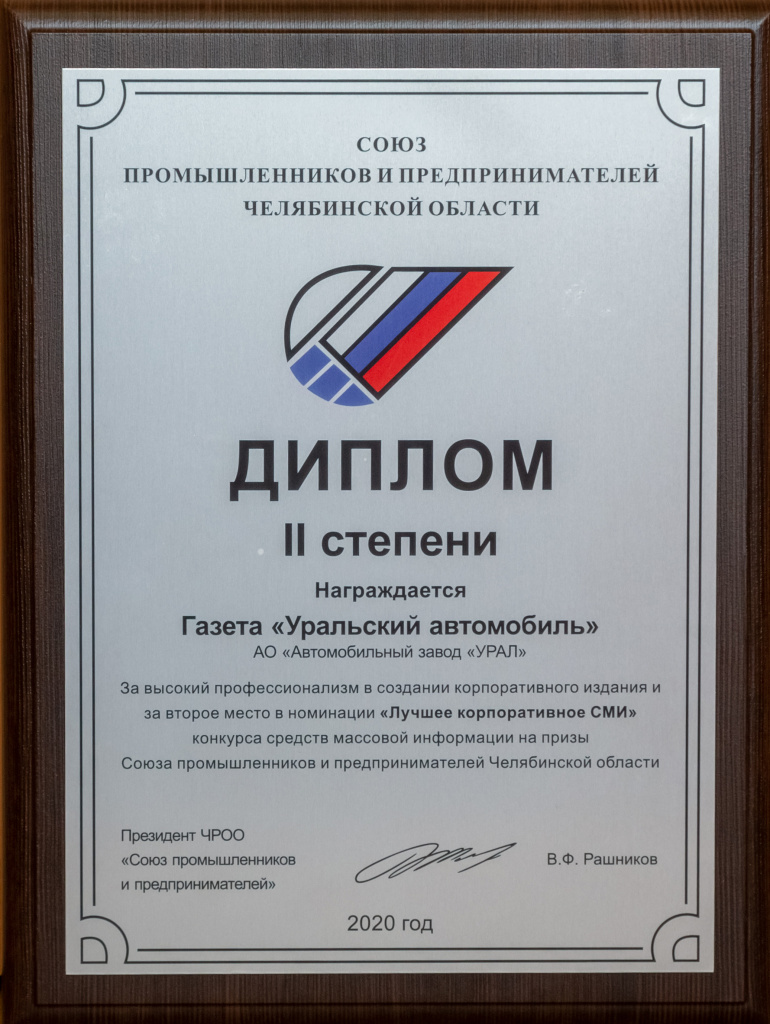 СОЮЗ
ПРОМЫШЛЕННИКОВ И ПРЕДПРИНИМАТЕЛЕЙ
ЧЕЛЯБИНСКОЙ ОБЛАСТИ
ДИПЛОМ
II степени
Награждается
Газета «Уральский автомобиль»
АО «Автомобильный завод «УРАЛ»
За высокий профессионализм в создании корпоративного издания и
за второе место в номинации «Лучшее корпоративное СМИ»
конкурса средств массовой информации на призы
Союза промышленников и предпринимателей Челябинской области
Президент ЧРОО
«Союз промышленников
и предпринимателей»
В.Ф. Рашников
2020 год